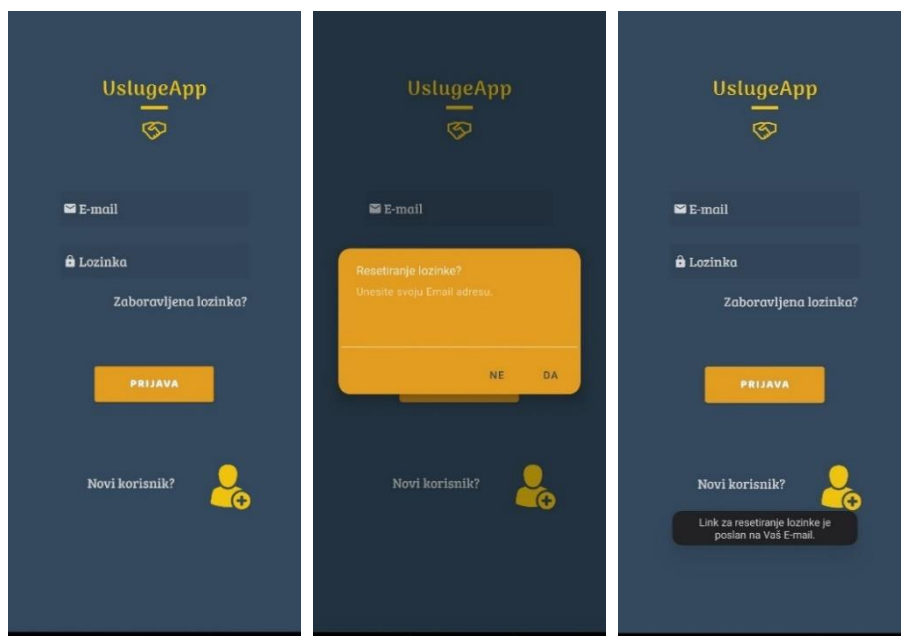 UslugeApp
E-mail
Lozinka
Zaboravljena lozinka?
PRIJAVA
Novi korisnik?
UslugeApp
E-mail
Resetiranje lozinke?
Unesite svoju Email adresu.
NE DA
Novi korisnik?
UslugeApp
E-mail
Lozinka
Zaboravljena lozinka?
PRIJAVA
Novi korisnik?
Link za resetiranje lozinke je
poslan na Vaš E-mail.